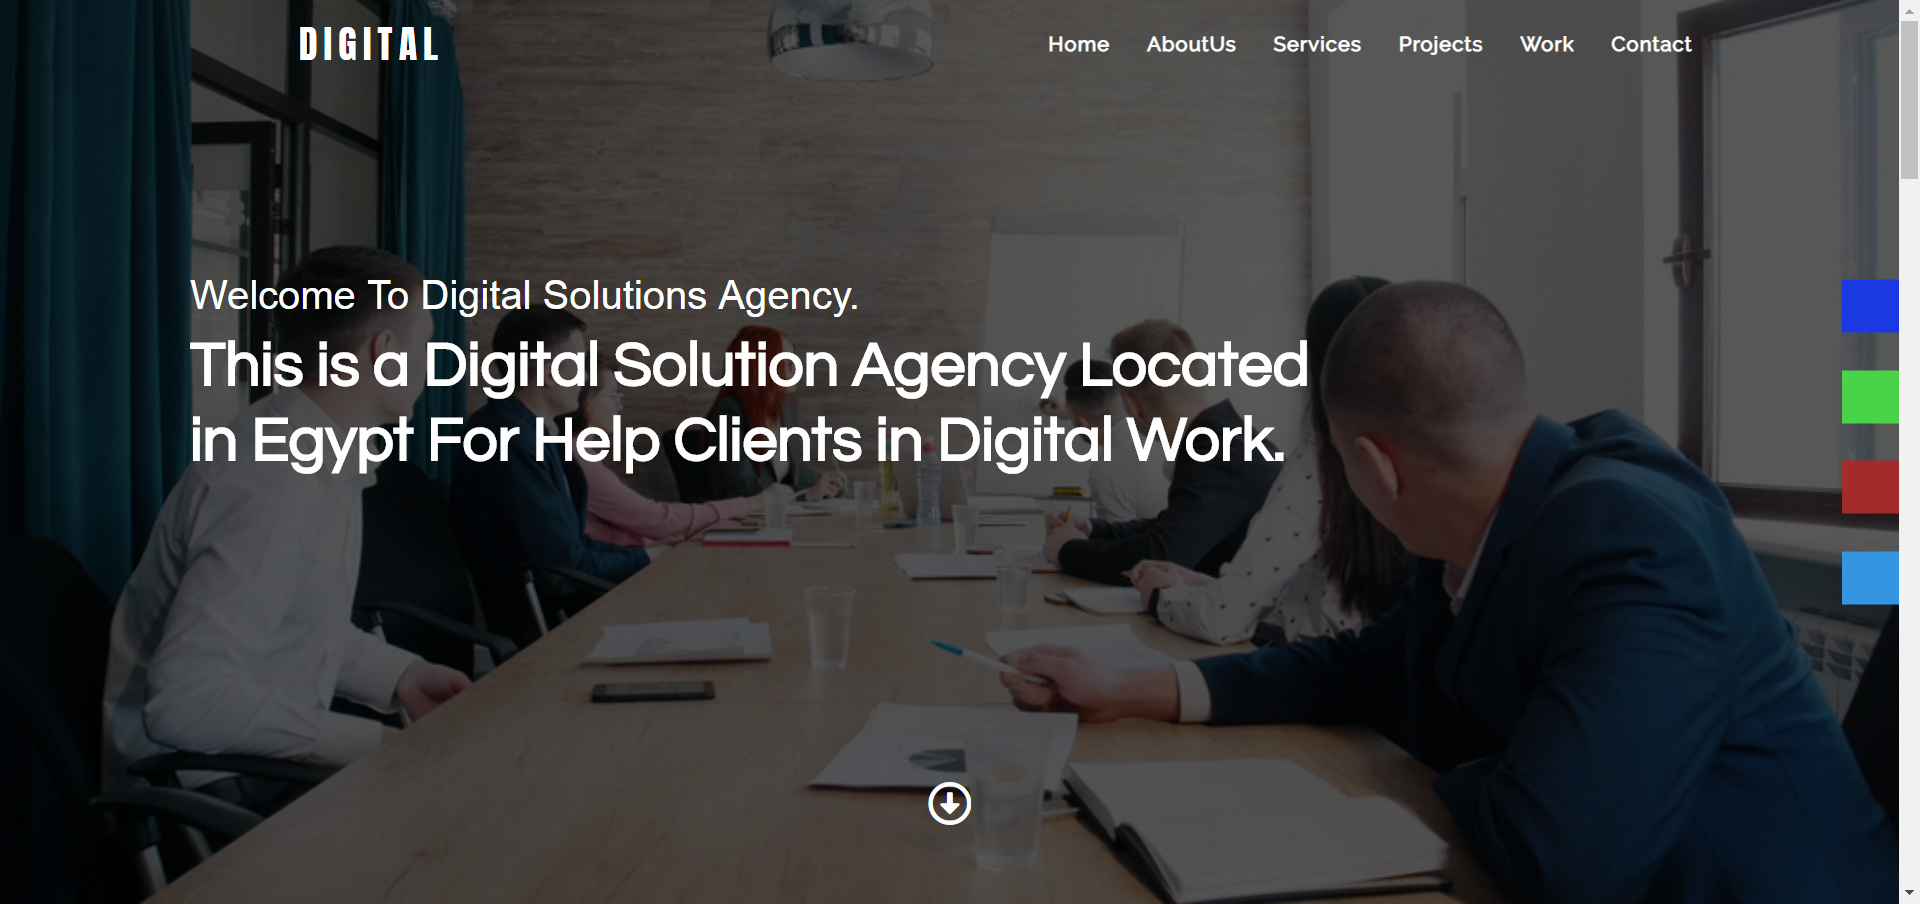 DIGITAL
Home AboutUs Services Projects Work Contact
Welcome To Digital Solutions Agency.
This is a Digital Solution Agency Located
in Egypt For Help Clients in Digital Work.